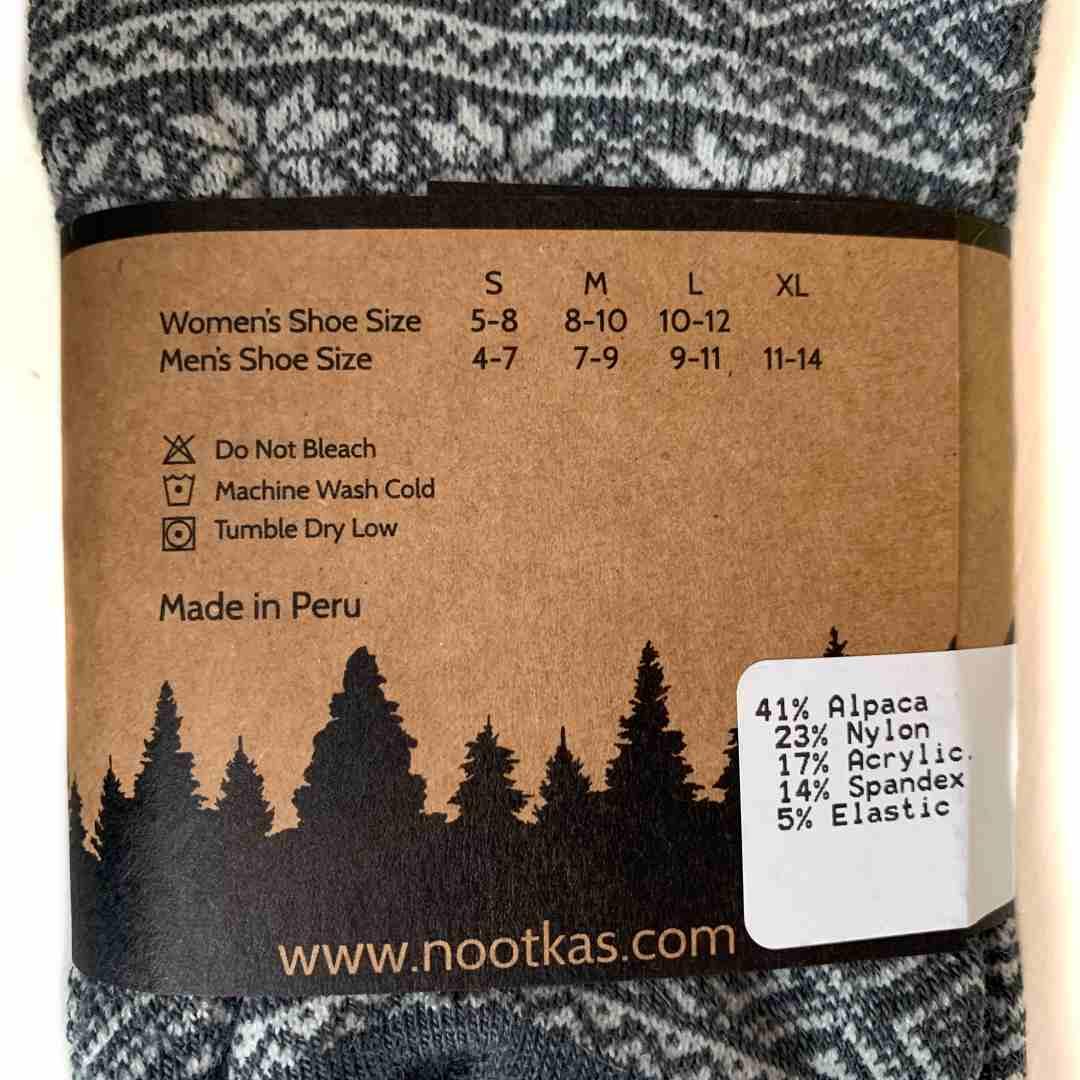 S M L XL
Women's Shoe Size 5-8 8-10 10-12
Men's Shoe Size 4-7 7-9 9-11 11-14
Do Not Bleach
Machine Wash Cold
Tumble Dry Low
Made in Peru
41% Alpaca
23% Nylon
17% Acrylic.
14% Spandex
5% Elastic
www.nootkas.com